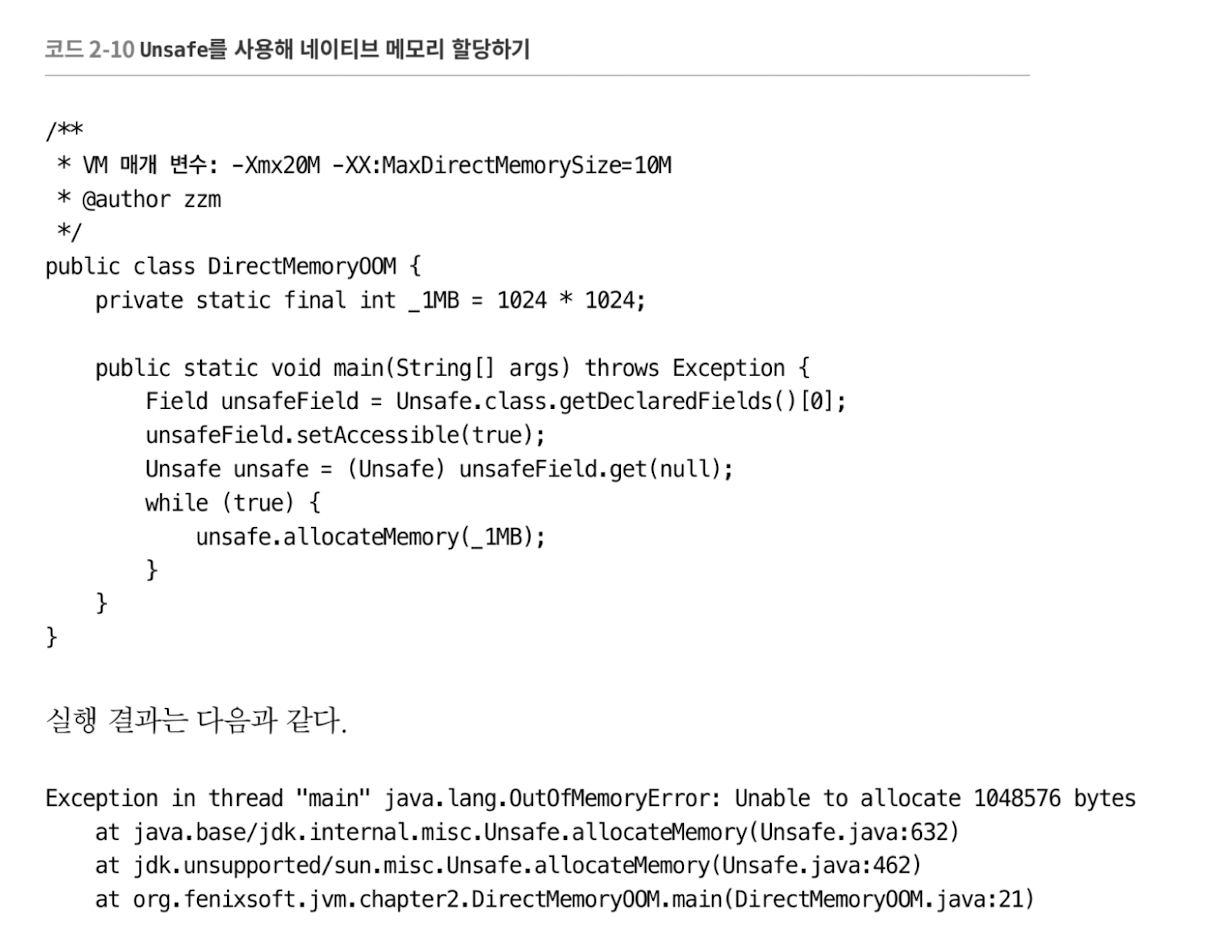 코드 2-10 Unsafe를 사용해 네이티브 메모리 할당하기
/**
 * VM 매개 변수: -Xmx20M -XX:MaxDirectMemorySize=10M
 * @author zzm
 */
public class DirectMemoryOOM {
    private static final int _1MB = 1024 * 1024;

    public static void main(String[] args) throws Exception {
        Field unsafeField = Unsafe.class.getDeclaredFields()[0];
        unsafeField.setAccessible(true);
        Unsafe unsafe = (Unsafe) unsafeField.get(null);
        while (true) {
            unsafe.allocateMemory(_1MB);
        }
    }
}
실행 결과는 다음과 같다.
Exception in thread "main" java.lang.OutOfMemoryError: Unable to allocate 1048576 bytes
    at java.base/jdk.internal.misc.Unsafe.allocateMemory(Unsafe.java:632)
    at jdk.unsupported/sun.misc.Unsafe.allocateMemory(Unsafe.java:462)
    at org.fenixsoft.jvm.chapter2.DirectMemoryOOM.main(DirectMemoryOOM.java:21)